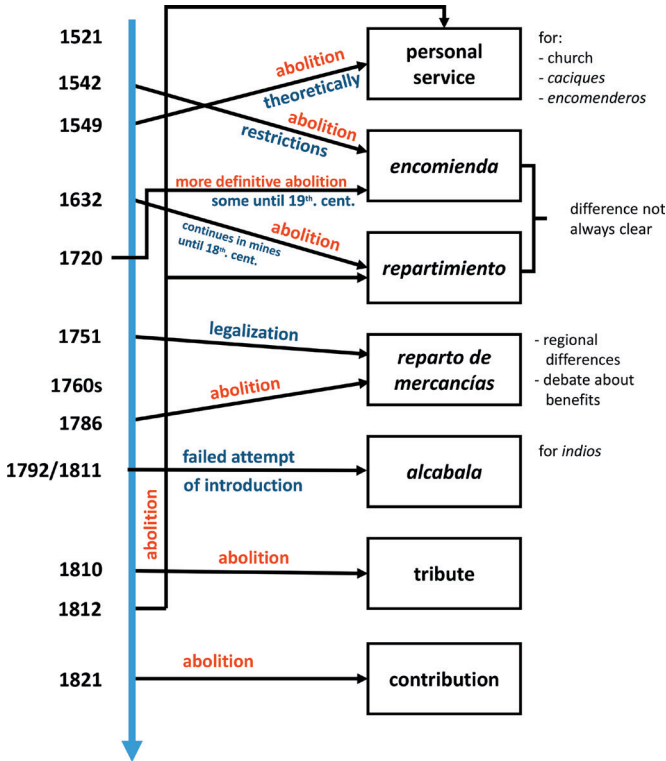 1521
1542
1549
1632
1720
1751
1760s
1786
1792/1811
1810
1812
1821
abolition
theoretically
abolition
restrictions
more definitive abolition
some until 19th. cent.
abolition
continues in mines
until 18th. cent.
legalization
abolition
failed attempt
of introduction
abolition
abolition
abolition
personal
service
encomienda
repartimiento
reparto de
mercancías
alcabala
tribute
contribution
for:
- church
- caciques
- encomenderos
difference not
always clear
- regional
differences
- debate about
benefits
for indios